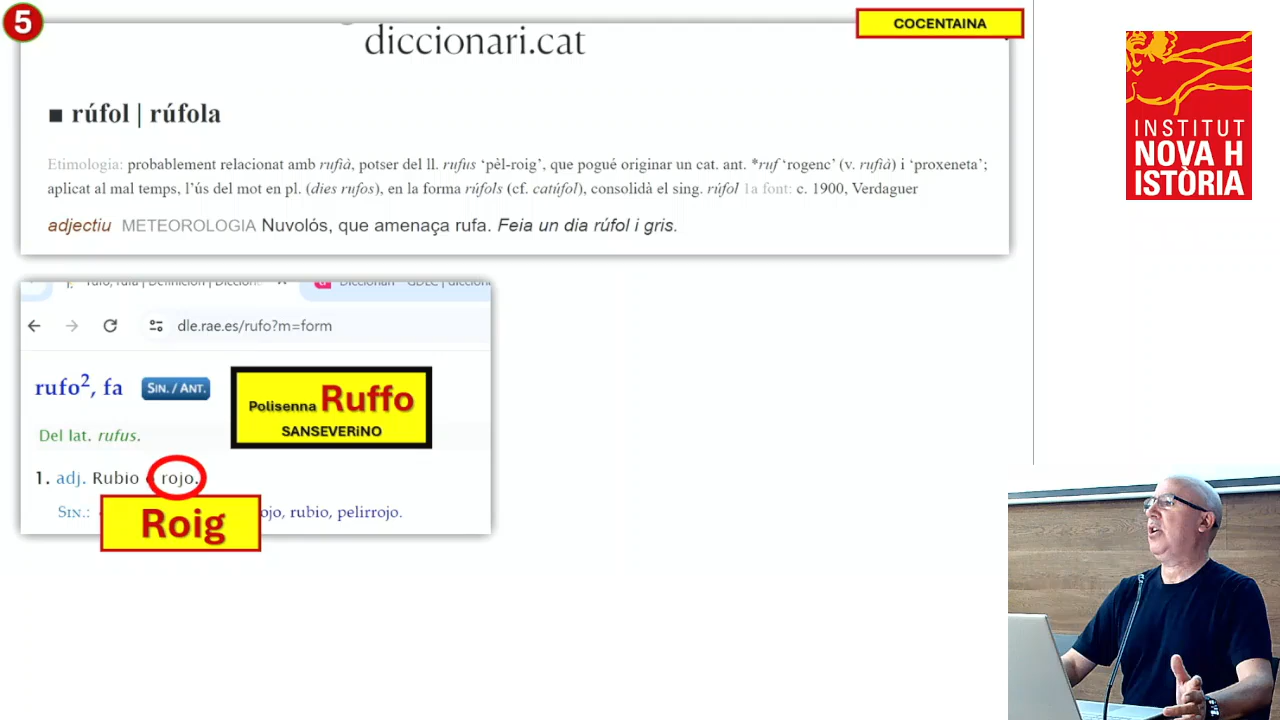 5
COCENTAINA
diccionari.cat
■ rúfol | rúfola
Etimologia: probablement relacionat amb rufià, potser del ll. rufus ‘pèl-roig’, que pogué originar un cat. ant. *ruf ‘rogenc’ (v. rufià) i ‘proxeneta’;
aplicat al mal temps, l’ús del mot en pl. (dies rufos), en la forma rúfols (cf. catúfol), consolidà el sing. rúfol 1a font: c. 1900, Verdaguer
adjectiu METEOROLOGIA Nuvolós, que amenaça rufa. Feia un dia rúfol i gris.
INSTITUT
NOVA H
ISTÒRIA
dle.rae.es/rufo?m=form
rufo², fa
SIN. / ANT.
Polisenna Ruffo
SANSEVERiNO
Del lat. rufus.
1. adj. Rubio rojo.
SIN.: ojo, rubio, pelirrojo.
Roig